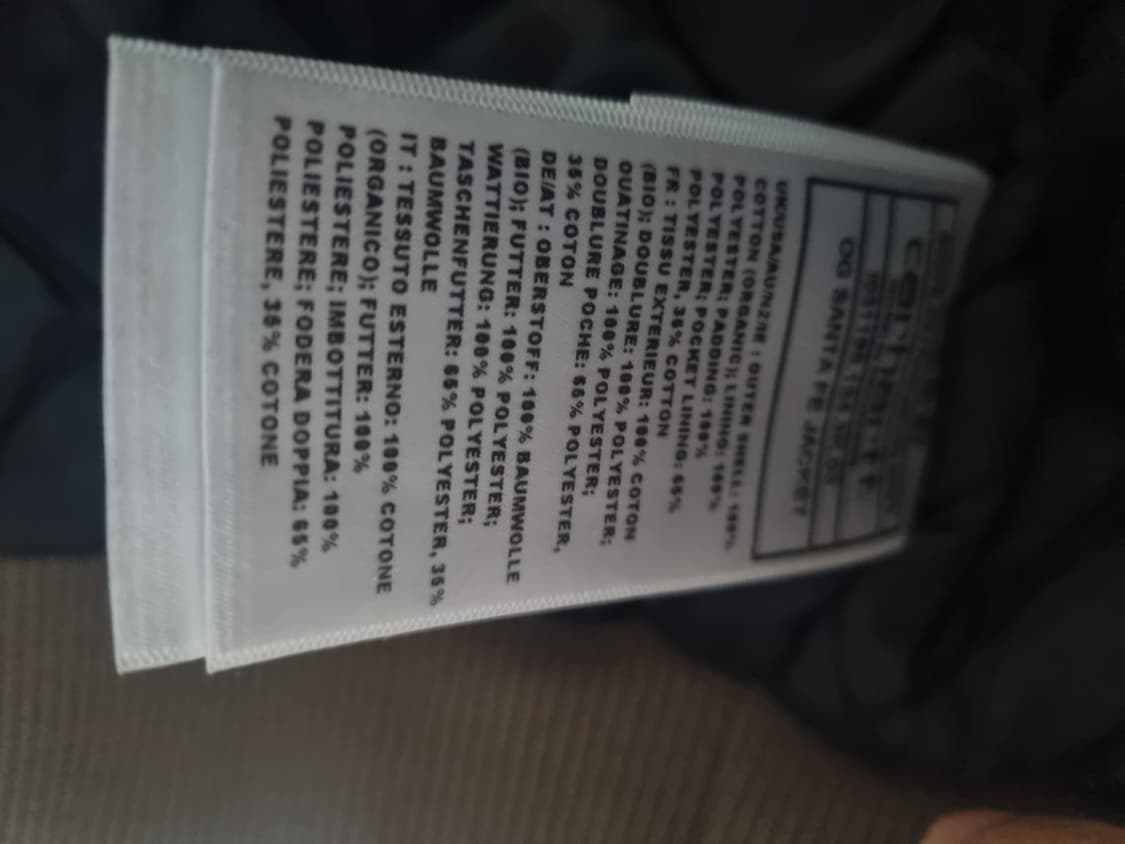 carhartt
OG SANTA FE JACKET
UK/USA/AU/NZ/IE : OUTER SHELL: 100%
COTTON (ORGANIC); LINING: 100%
POLYESTER; PADDING: 100%
POLYESTER; POCKET LINING: 65%
POLYESTER, 35% COTTON
FR : TISSU EXTERIEUR: 100% COTON
(BIO); DOUBLURE: 100% POLYESTER;
OUATINAGE: 100% POLYESTER;
DOUBLURE POCHE: 65% POLYESTER,
35% COTON
DE/AT : OBERSTOFF: 100% BAUMWOLLE
(BIO); FUTTER: 100% POLYESTER;
WATTIERUNG: 100% POLYESTER;
TASCHENFUTTER: 65% POLYESTER, 35%
BAUMWOLLE
IT : TESSUTO ESTERNO: 100% COTONE
(ORGANICO); FUTTER: 100%
POLIESTERE; IMBOTTITURA: 100%
POLIESTERE; FODERA DOPPIA: 65%
POLIESTERE, 35% COTONE